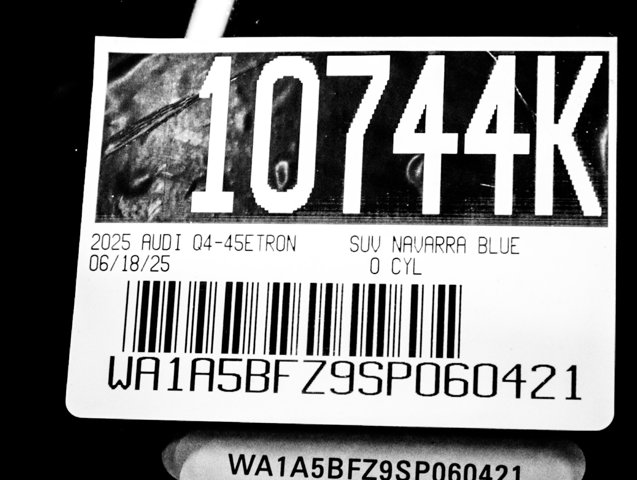 10744K
2025 AUDI Q4-45ETRON SUV NAVARRA BLUE
06/18/25 0 CYL
WA1A5BFZ9SP060421
WA1A5BFZ9SP060421